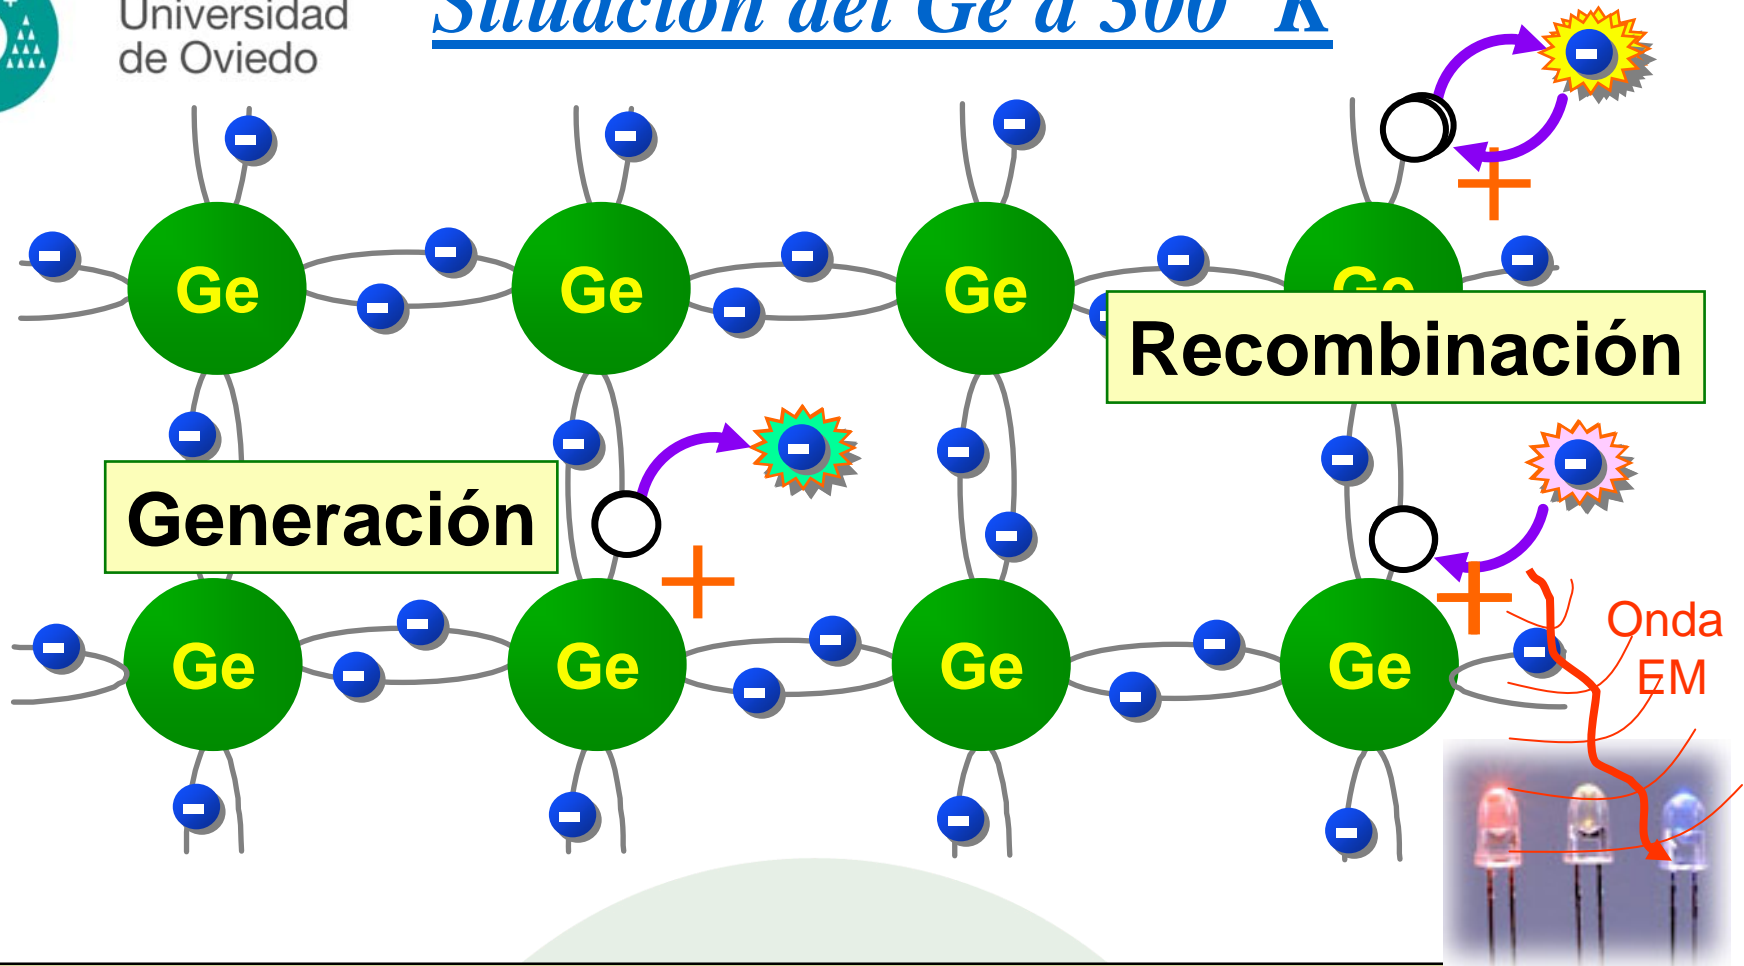 Universidad
de Oviedo
Situación del Ge a 300 °K
Ge
Ge
Ge
Ge
Recombinación
Generación
Ge
Ge
Ge
Ge
Onda
EM